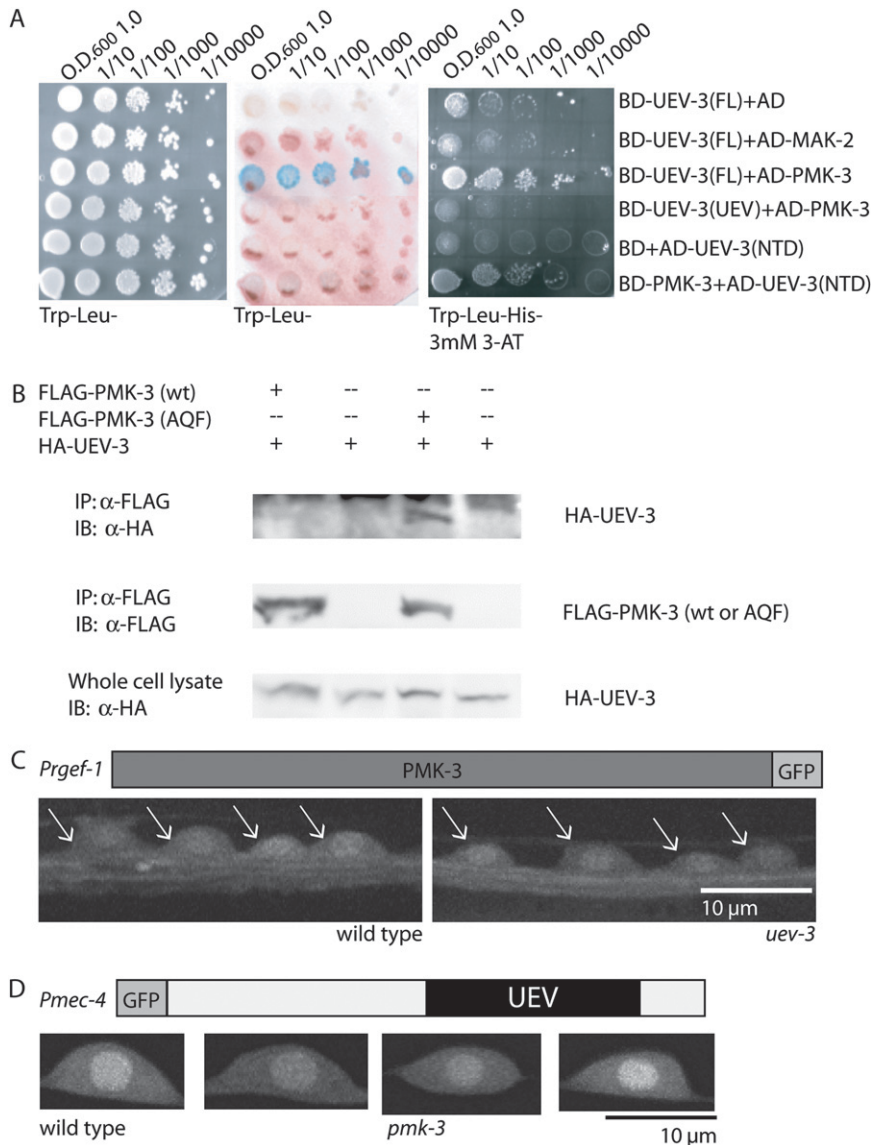 A
O.D.600 1.0 1/10 1/100 1/1000 1/10000
O.D.600 1.0 1/10 1/100 1/1000 1/10000
O.D.600 1.0 1/10 1/100 1/1000 1/10000
BD-UEV-3(FL)+AD
BD-UEV-3(FL)+AD-MAK-2
BD-UEV-3(FL)+AD-PMK-3
BD-UEV-3(UEV)+AD-PMK-3
BD+AD-UEV-3(NTD)
BD-PMK-3+AD-UEV-3(NTD)
Trp-Leu-
Trp-Leu-
Trp-Leu-His-
3mM 3-AT
B
FLAG-PMK-3 (wt) + -- -- --
FLAG-PMK-3 (AQF) -- -- + --
HA-UEV-3 + + + +
IP: α-FLAG
IB: α-HA
HA-UEV-3
IP: α-FLAG
IB: α-FLAG
FLAG-PMK-3 (wt or AQF)
Whole cell lysate
IB: α-HA
HA-UEV-3
C
Prgef-1
PMK-3
GFP
10 μm
wild type
uev-3
D
Pmec-4
GFP
UEV
wild type
pmk-3
10 μm